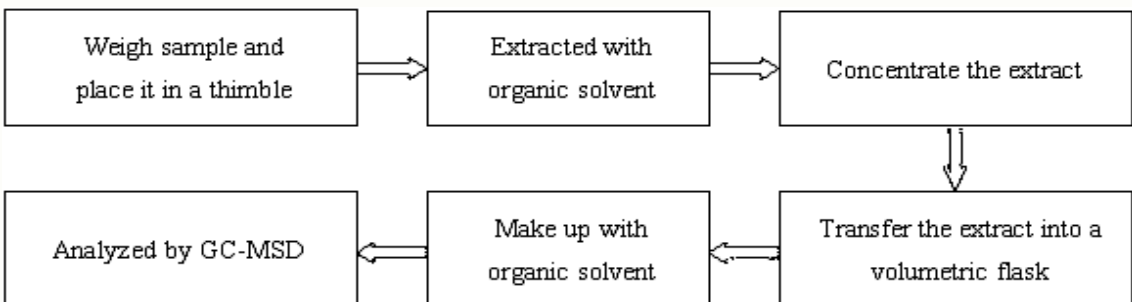 Weigh sample and
place it in a thimble
Extracted with
organic solvent
Concentrate the extract
Transfer the extract into a
volumetric flask
Make up with
organic solvent
Analyzed by GC-MSD